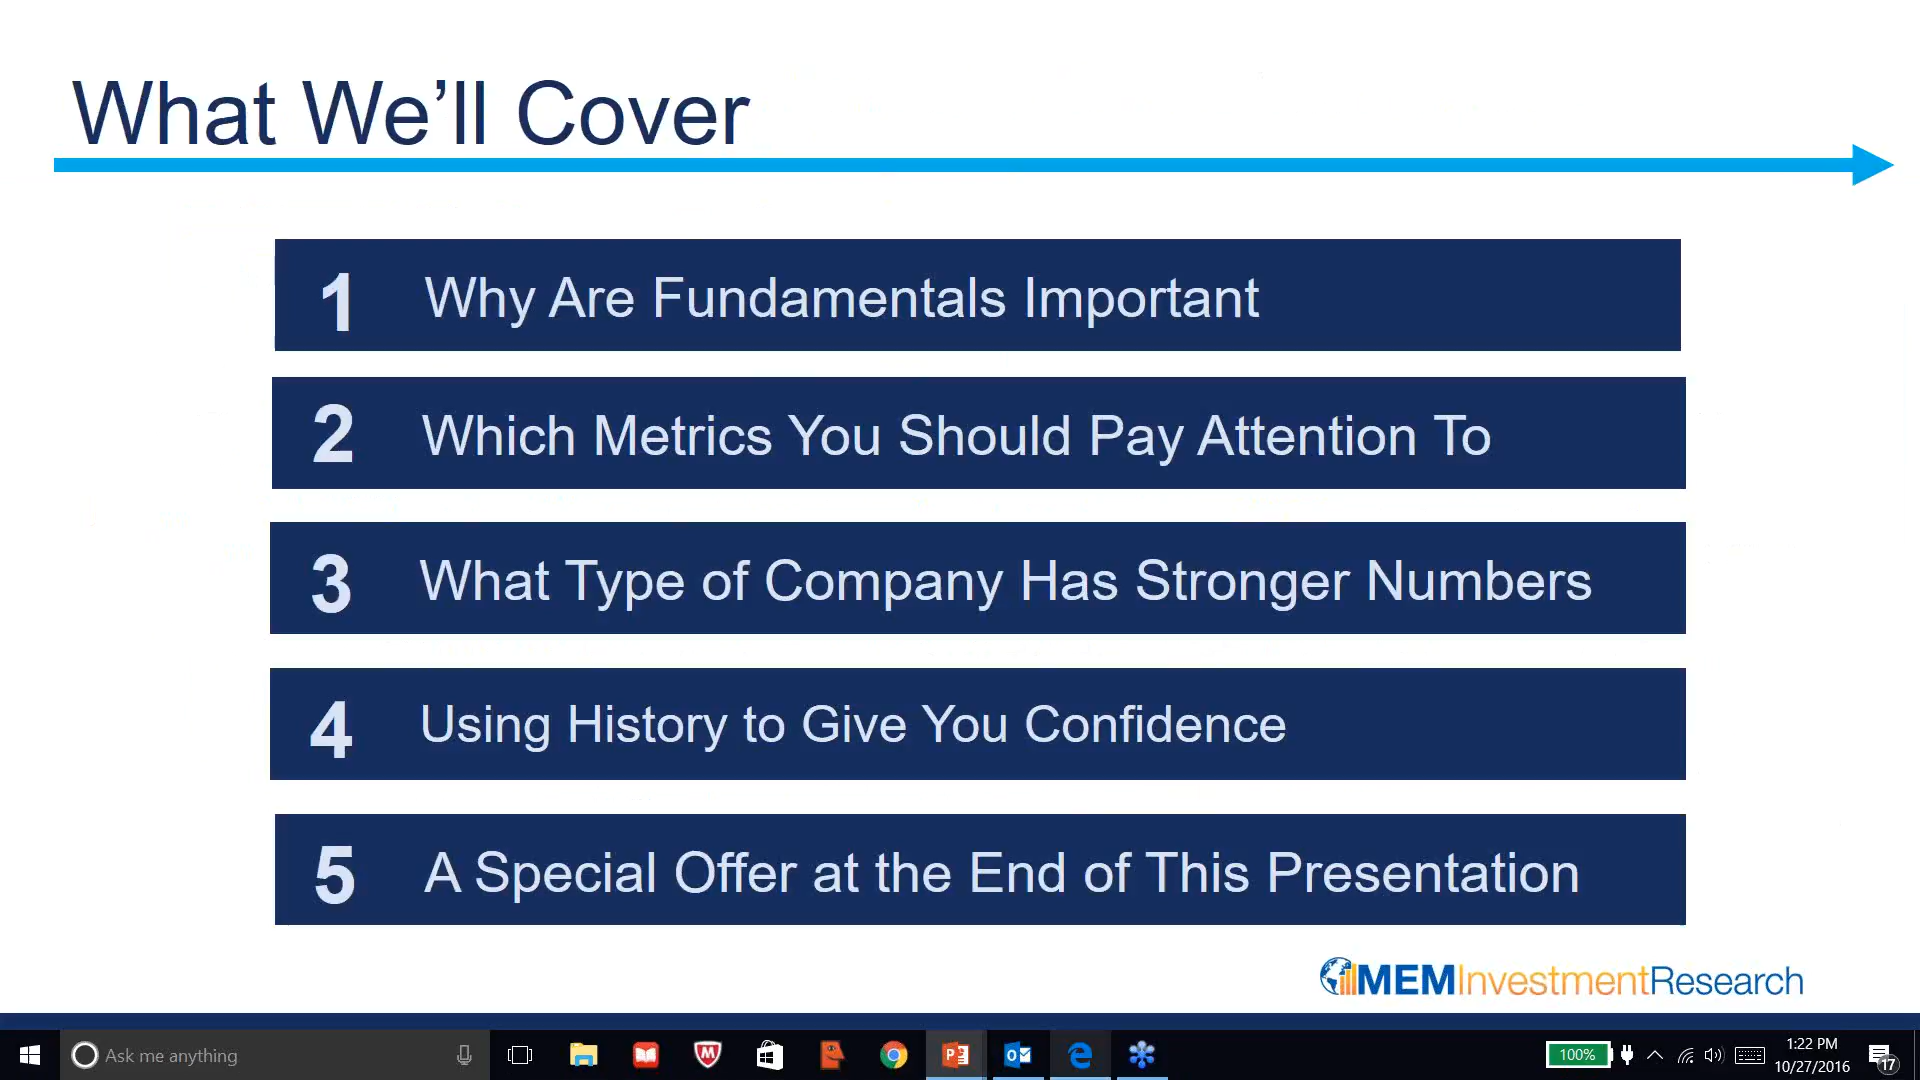 What We’ll Cover
1 Why Are Fundamentals Important
2 Which Metrics You Should Pay Attention To
3 What Type of Company Has Stronger Numbers
4 Using History to Give You Confidence
5 A Special Offer at the End of This Presentation
MEMInvestmentResearch
Ask me anything
100%
1:22 PM
10/27/2016
17